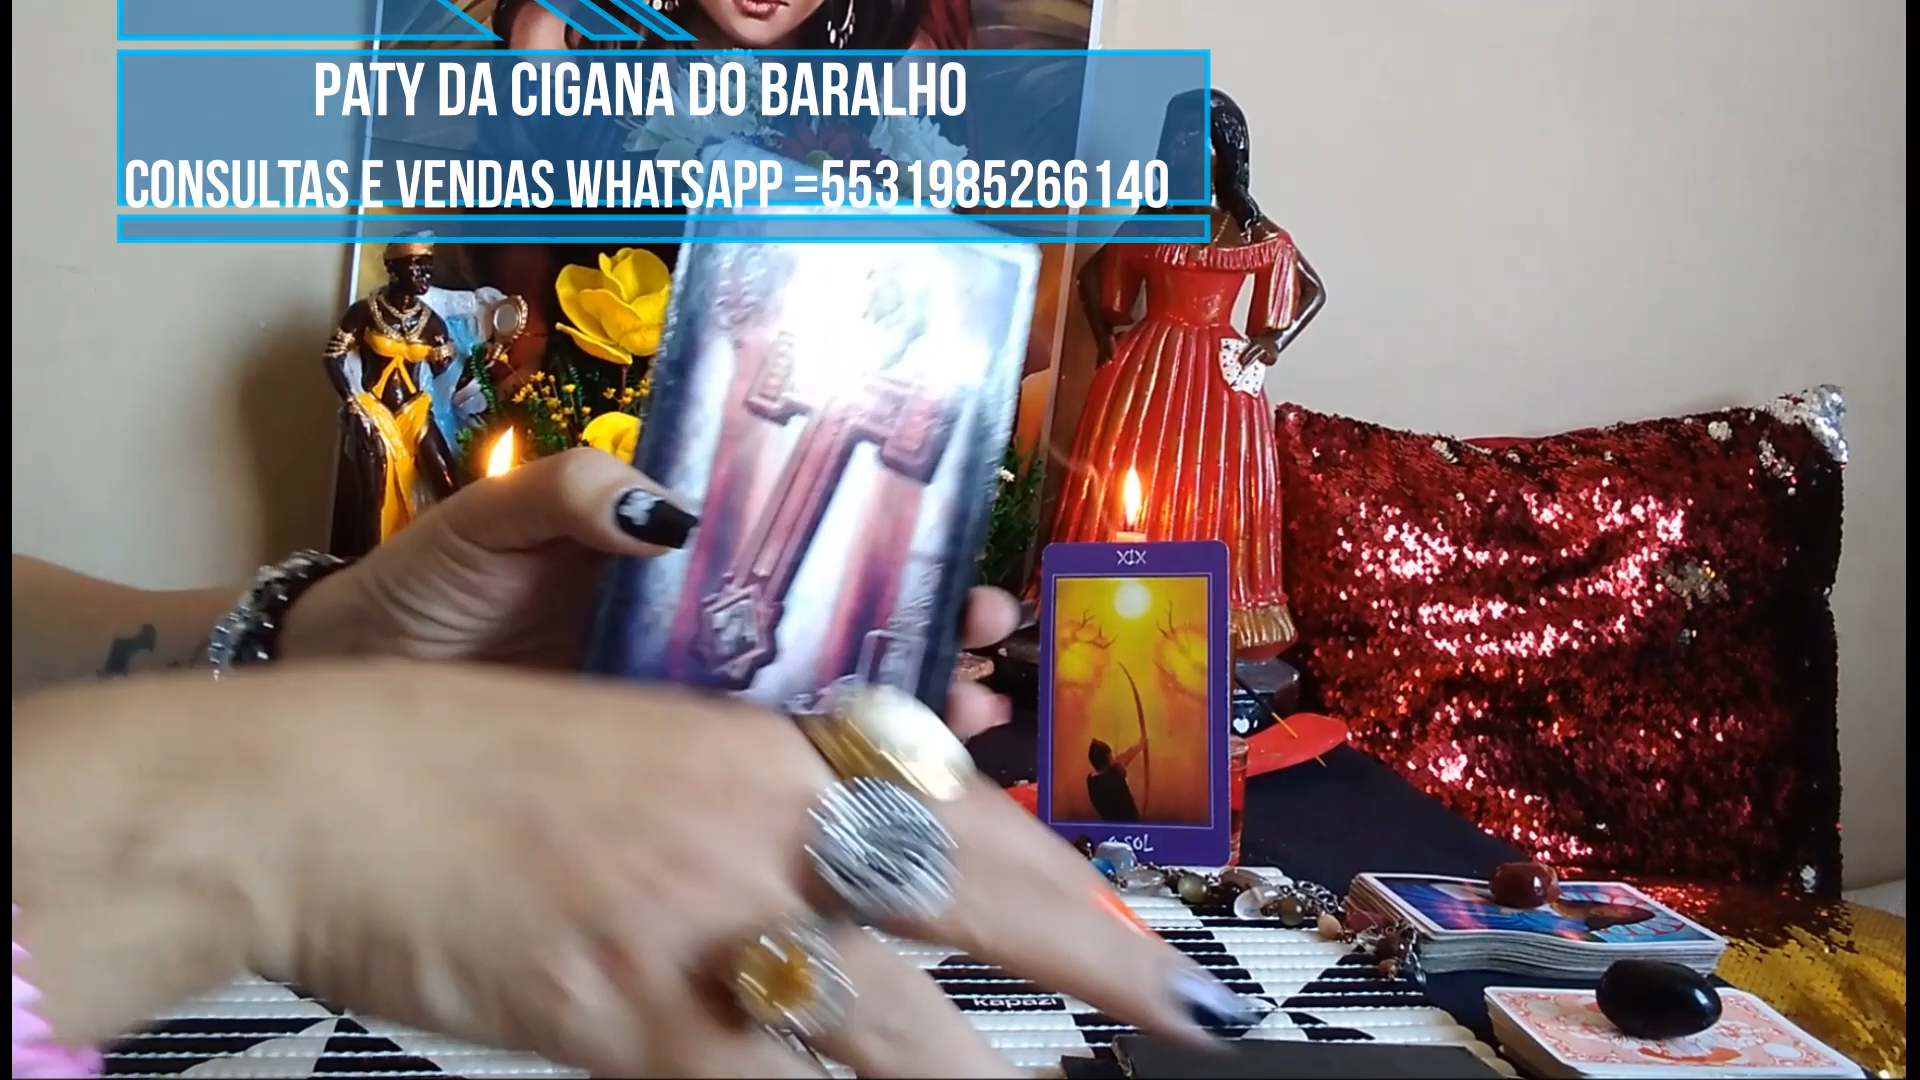 PATY DA CIGANA DO BARALHO
CONSULTAS E VENDAS WHATSAPP =5531985266140
XIX
O SOL
kapazi